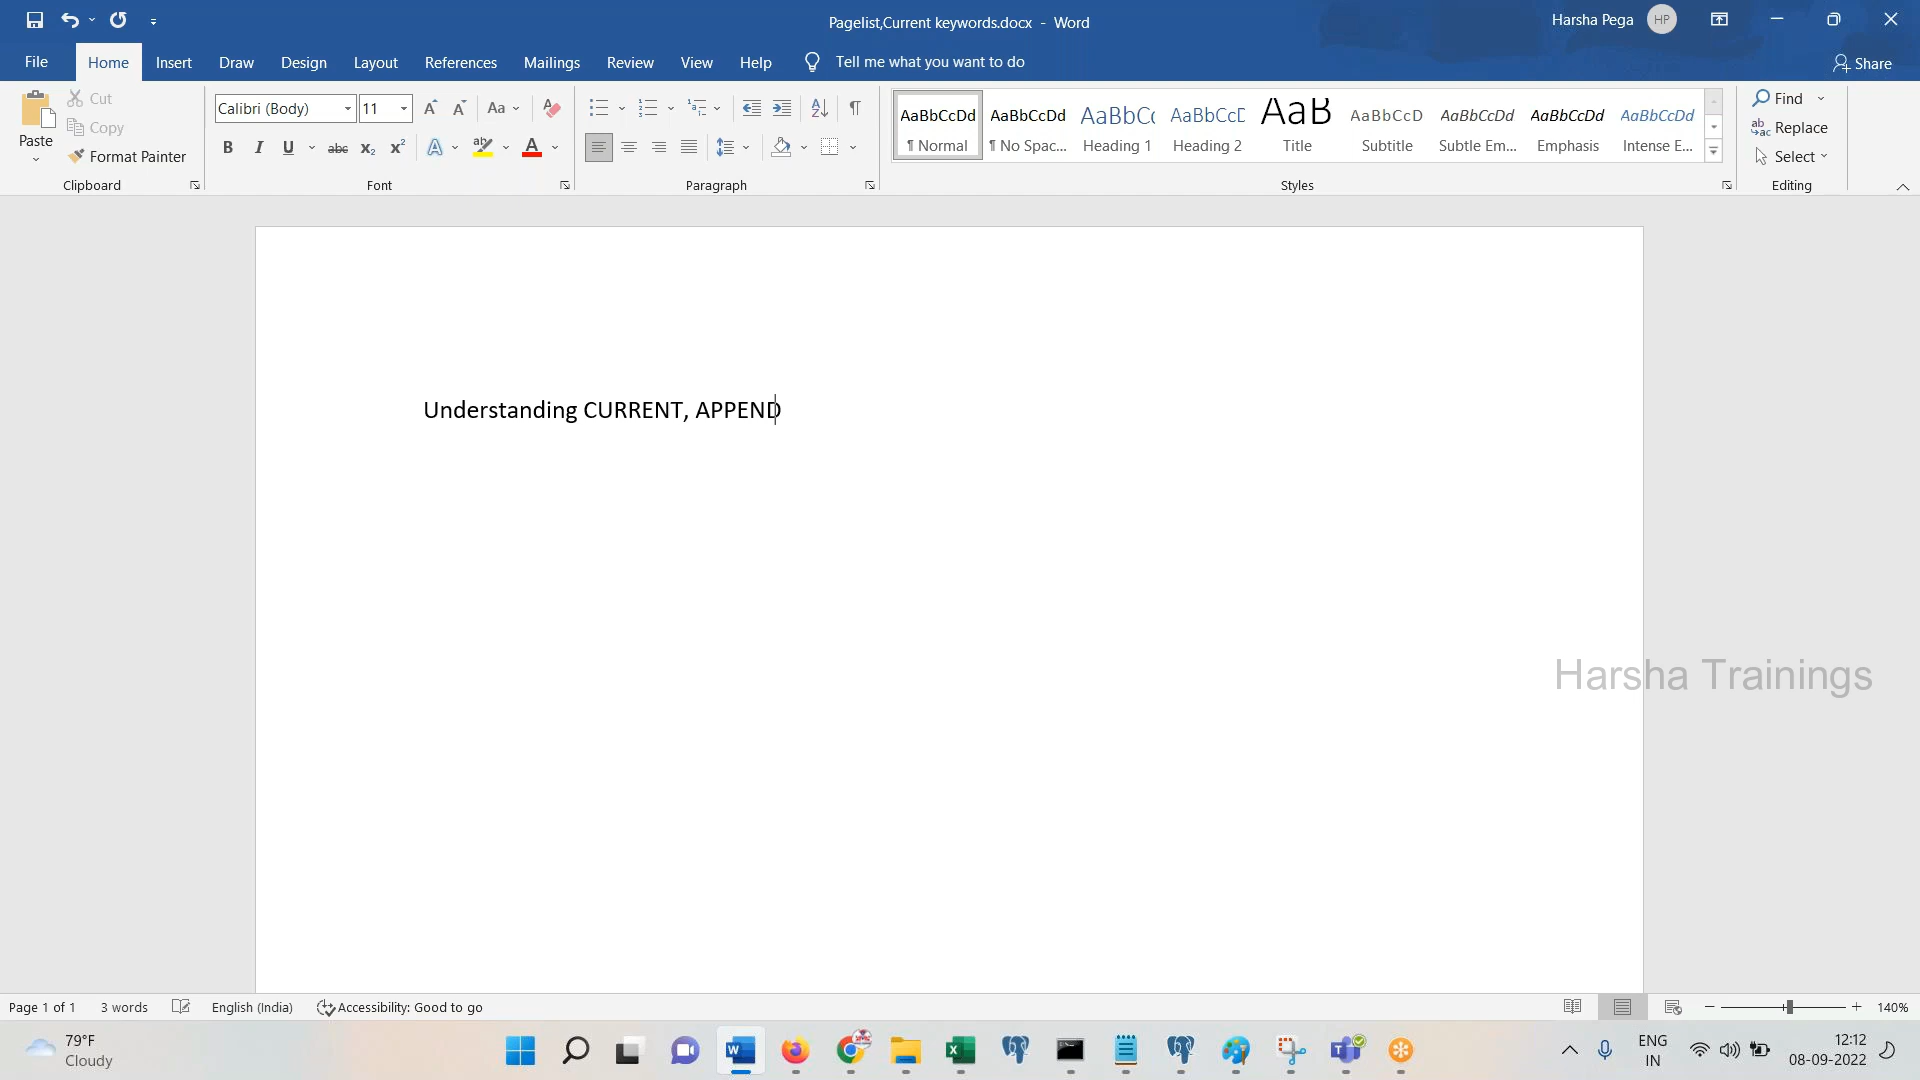 Pagelist,Current keywords.docx - Word
Harsha Pega
HP
File Home Insert Draw Design Layout References Mailings Review View Help Tell me what you want to do
Share
Paste
Cut
Copy
Format Painter
Clipboard
Calibri (Body) 11
Font
Paragraph
AaBbCcDd AaBbCcDd AaBbCc AaBbCcE AaB AaBbCcD AaBbCcDd AaBbCcDd AaBbCcDd
¶ Normal ¶ No Spac... Heading 1 Heading 2 Title Subtitle Subtle Em... Emphasis Intense E...
Styles
Find
Replace
Select
Editing
Understanding CURRENT, APPEND
Harsha Trainings
Page 1 of 1 3 words English (India) Accessibility: Good to go
140%
79°F
Cloudy
ENG
IN
12:12
08-09-2022